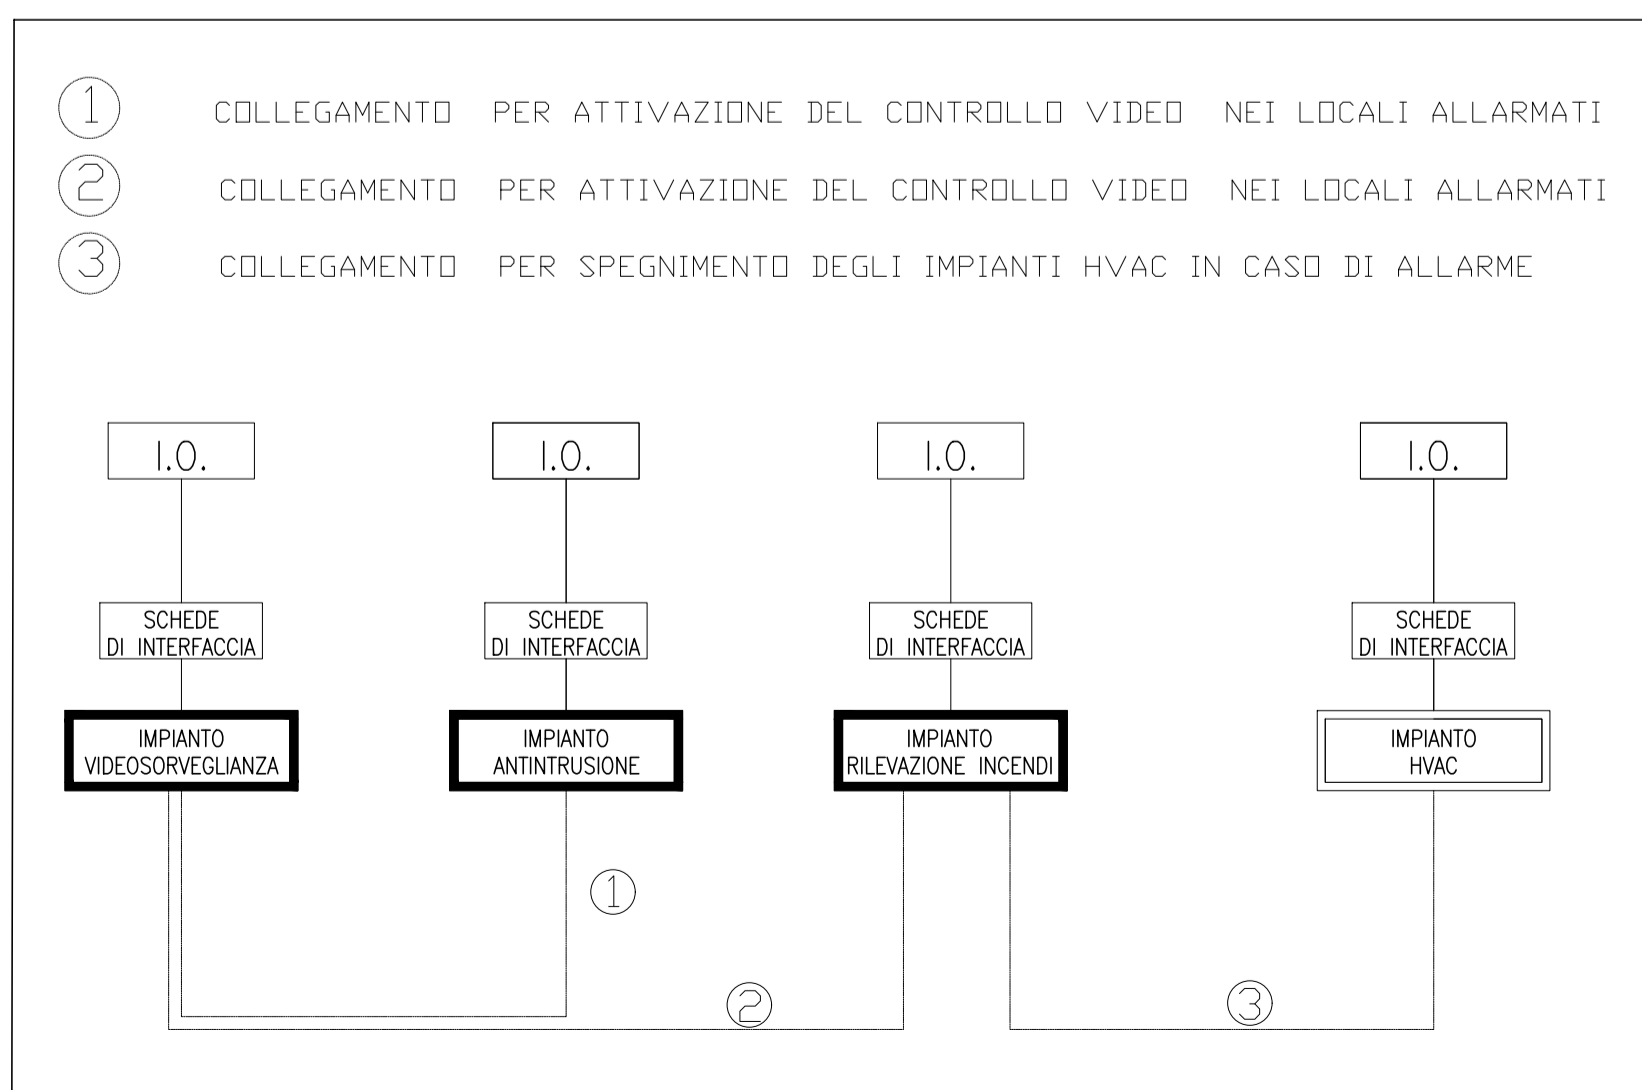 1 COLLEGAMENTO PER ATTIVAZIONE DEL CONTROLLO VIDEO NEI LOCALI ALLARMATI
2 COLLEGAMENTO PER ATTIVAZIONE DEL CONTROLLO VIDEO NEI LOCALI ALLARMATI
3 COLLEGAMENTO PER SPEGNIMENTO DEGLI IMPIANTI HVAC IN CASO DI ALLARME
I.O.
I.O.
I.O.
I.O.
SCHEDE
DI INTERFACCIA
SCHEDE
DI INTERFACCIA
SCHEDE
DI INTERFACCIA
SCHEDE
DI INTERFACCIA
IMPIANTO
VIDEOSORVEGLIANZA
IMPIANTO
ANTINTRUSIONE
IMPIANTO
RILEVAZIONE INCENDI
IMPIANTO
HVAC
1
2
3